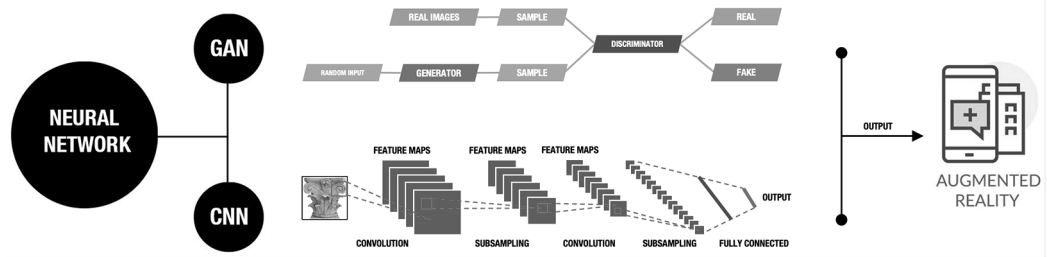 NEURAL
NETWORK
GAN
CNN
REAL IMAGES
SAMPLE
REAL
DISCRIMINATOR
RANDOM INPUT
GENERATOR
SAMPLE
FAKE
FEATURE MAPS
FEATURE MAPS
FEATURE MAPS
OUTPUT
CONVOLUTION
SUBSAMPLING
CONVOLUTION
SUBSAMPLING
FULLY CONNECTED
OUTPUT
AUGMENTED
REALITY